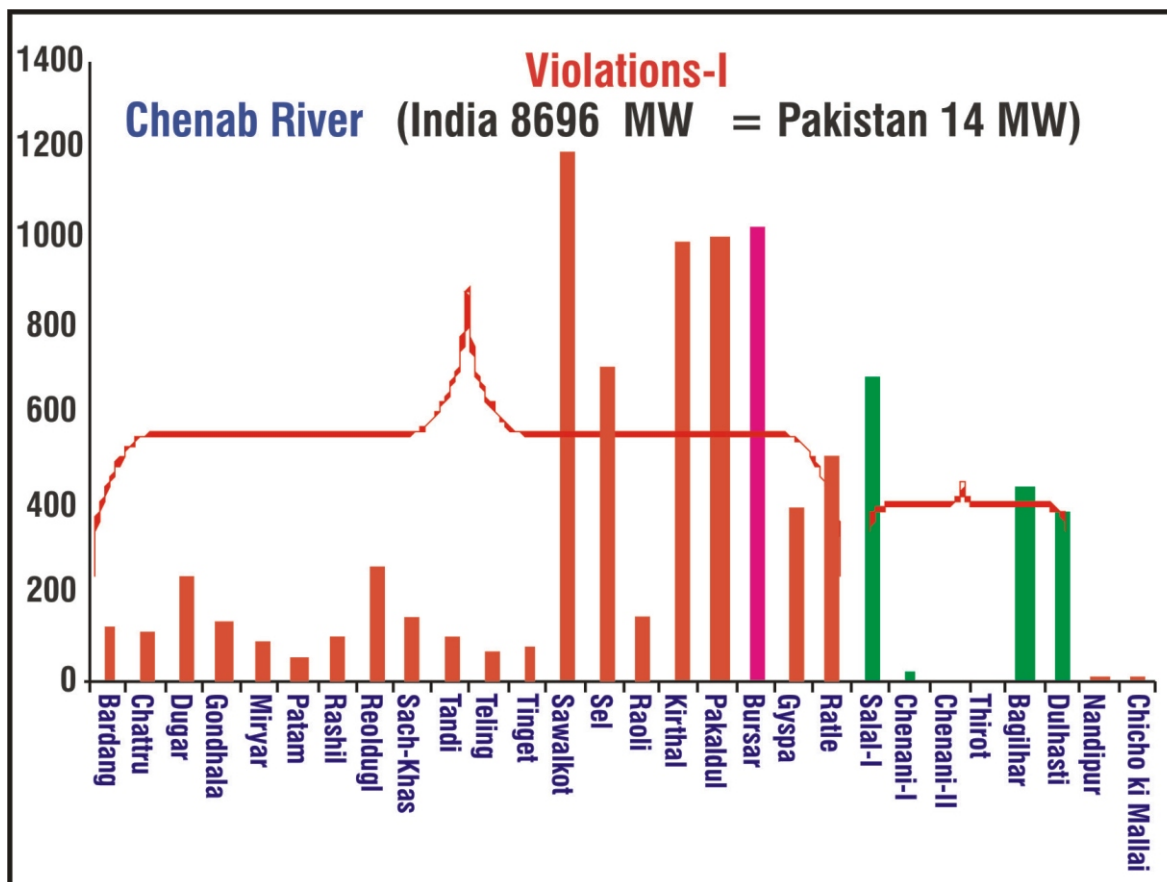 Violations-I
Chenab River (India 8696 MW = Pakistan 14 MW)
1400
1200
1000
800
600
400
200
0
Bardang
Chattru
Dugar
Gondhala
Miryar
Patam
Rashil
Reoldugl
Sach-Khas
Tandi
Teling
Tinget
Sawalkot
Sel
Raoli
Kirthal
Pakaldul
Bursar
Gyspa
Ratle
Salal-I
Chenani-I
Chenani-II
Thirot
Bagilhar
Dulhasti
Nandipur
Chicho ki Mallai